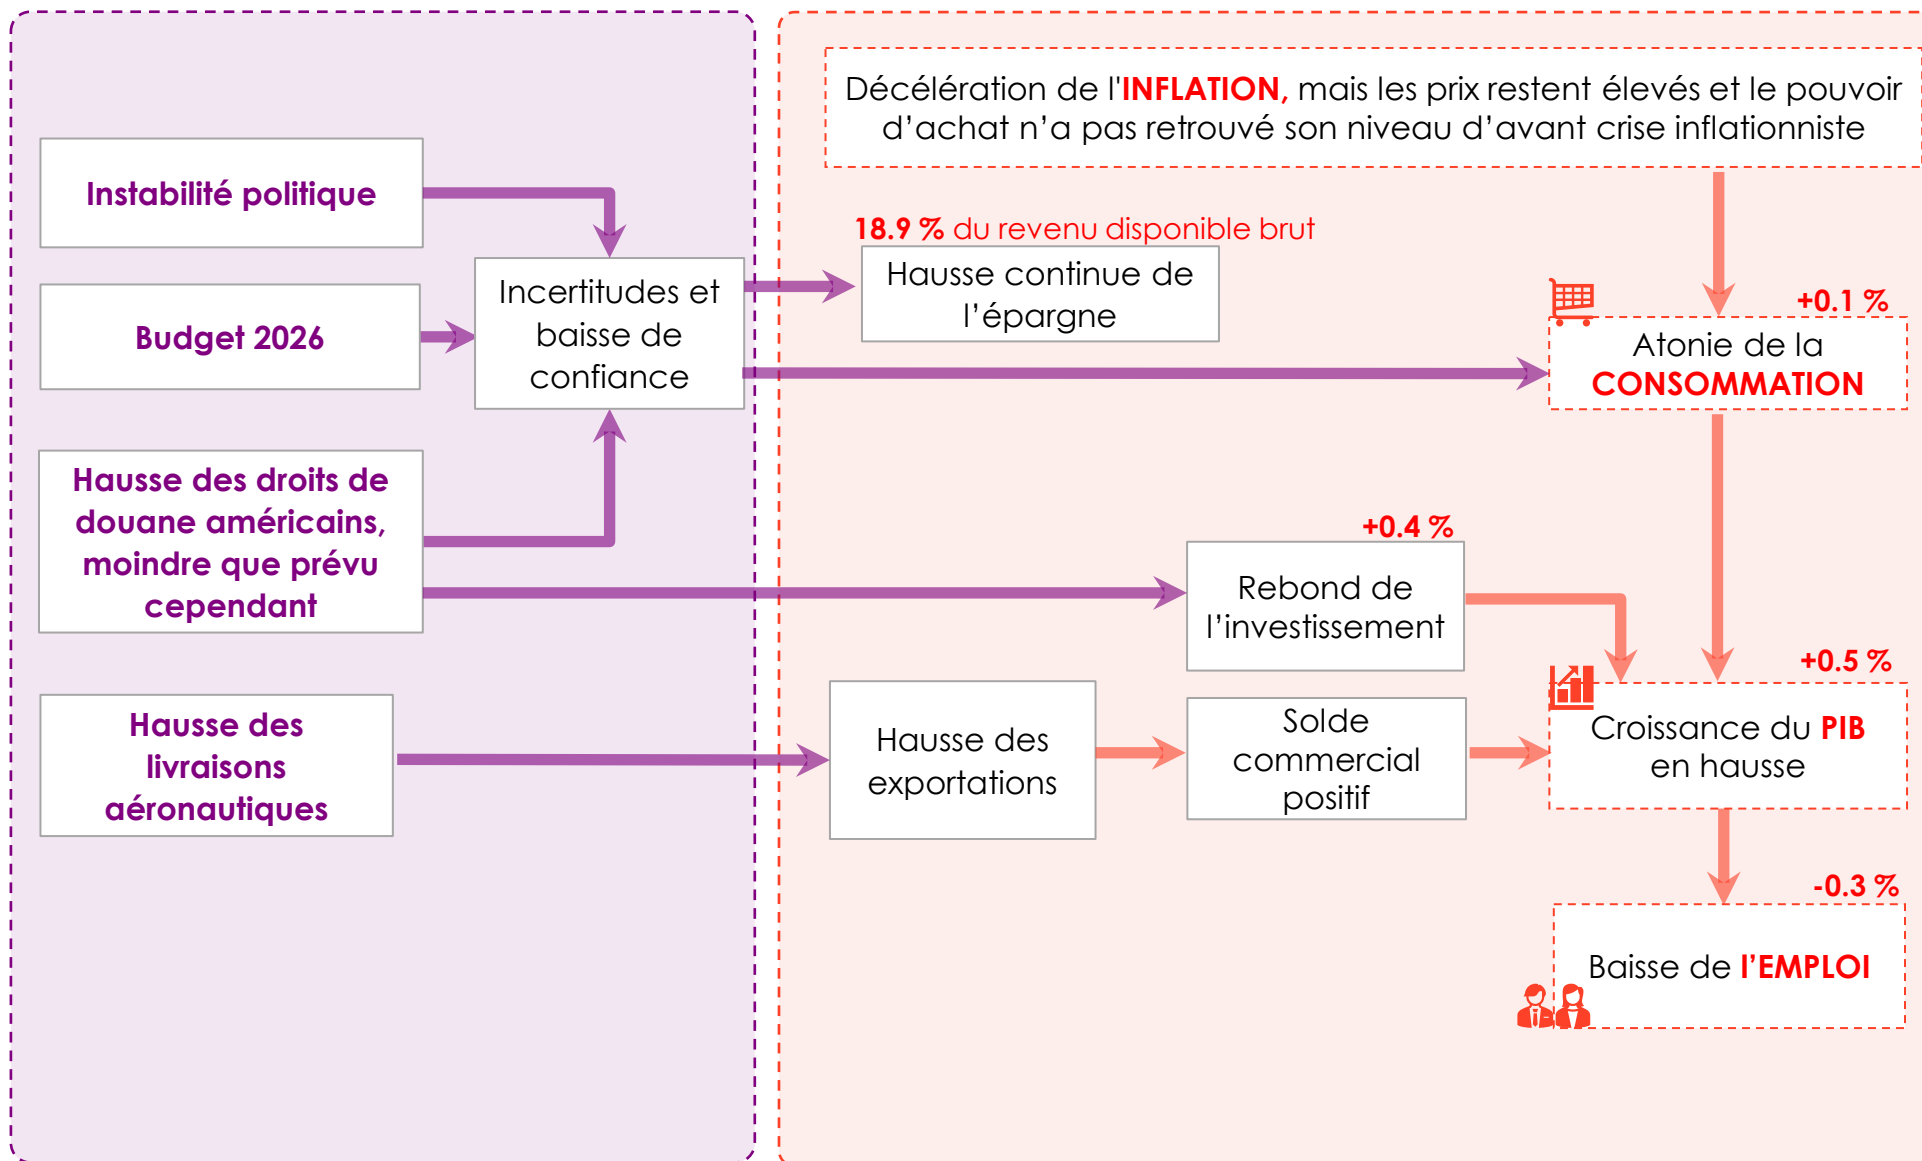 Instabilité politique
Budget 2026
Hausse des droits de
douane américains,
moindre que prévu
cependant
Hausse des
livraisons
aéronautiques
Incertitudes et
baisse de
confiance
Décélération de l'INFLATION, mais les prix restent élevés et le pouvoir
d’achat n’a pas retrouvé son niveau d’avant crise inflationniste
18.9 % du revenu disponible brut
Hausse continue de
l’épargne
+0.1 %
Atonie de la
CONSOMMATION
+0.4 %
Rebond de
l’investissement
Hausse des
exportations
Solde
commercial
positif
+0.5 %
Croissance du PIB
en hausse
-0.3 %
Baisse de l’EMPLOI